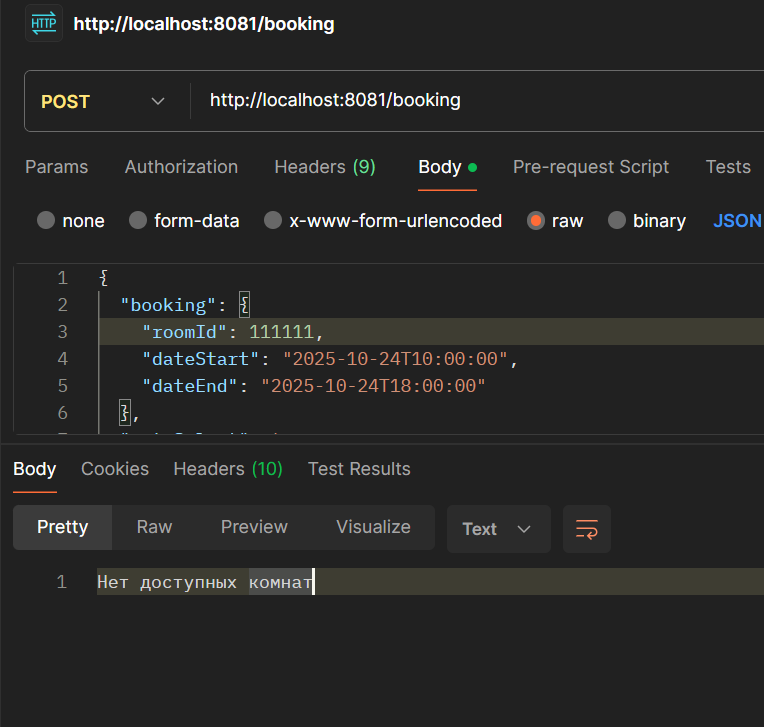 HTTP http://localhost:8081/booking
POST http://localhost:8081/booking
Params Authorization Headers (9) Body Pre-request Script Tests
none form-data x-www-form-urlencoded raw binary JSON
1 {
2 "booking": {
3 "roomId": 111111,
4 "dateStart": "2025-10-24T10:00:00",
5 "dateEnd": "2025-10-24T18:00:00"
6 },
Body Cookies Headers (10) Test Results
Pretty Raw Preview Visualize Text
1 Нет доступных комнат